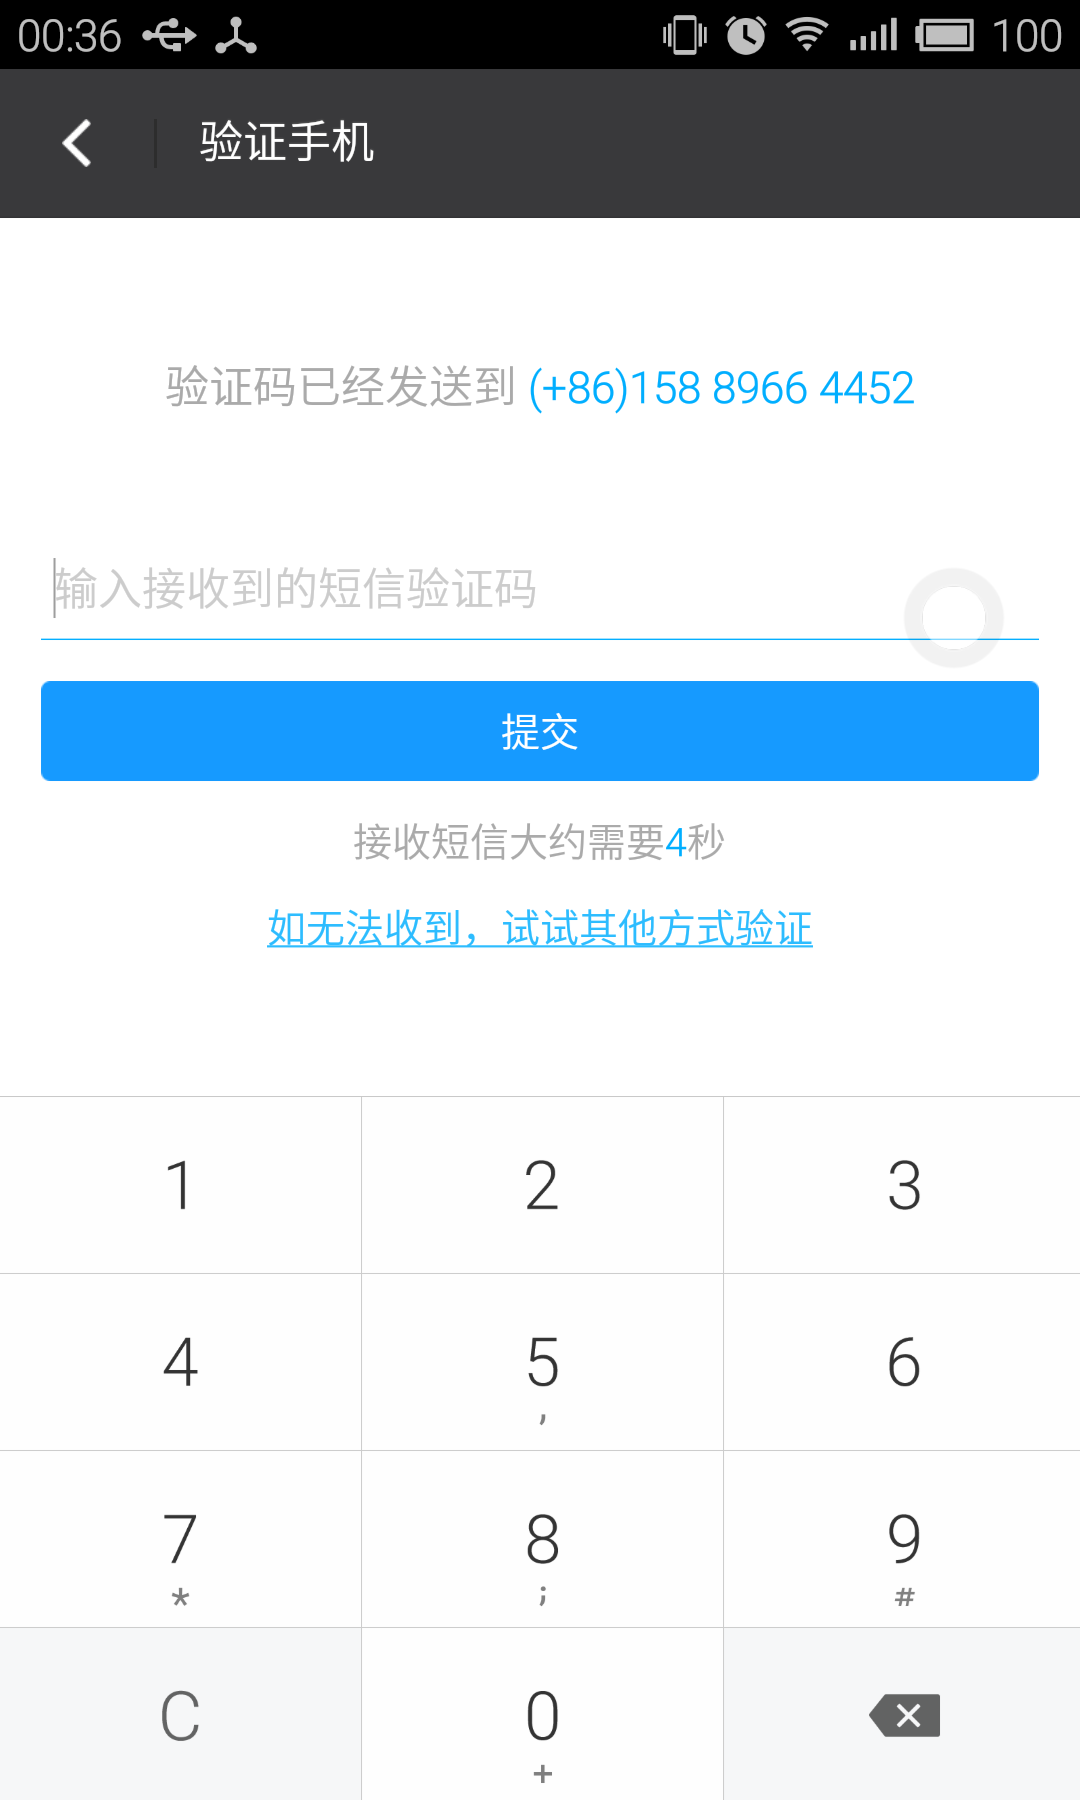 00:36 100
验证手机
验证码已经发送到 (+86)158 8966 4452
输入接收到的短信验证码
提交
接收短信大约需要4秒
如无法收到，试试其他方式验证
1 2 3
4 5 6
,
7 8 9
* ; #
C 0
+